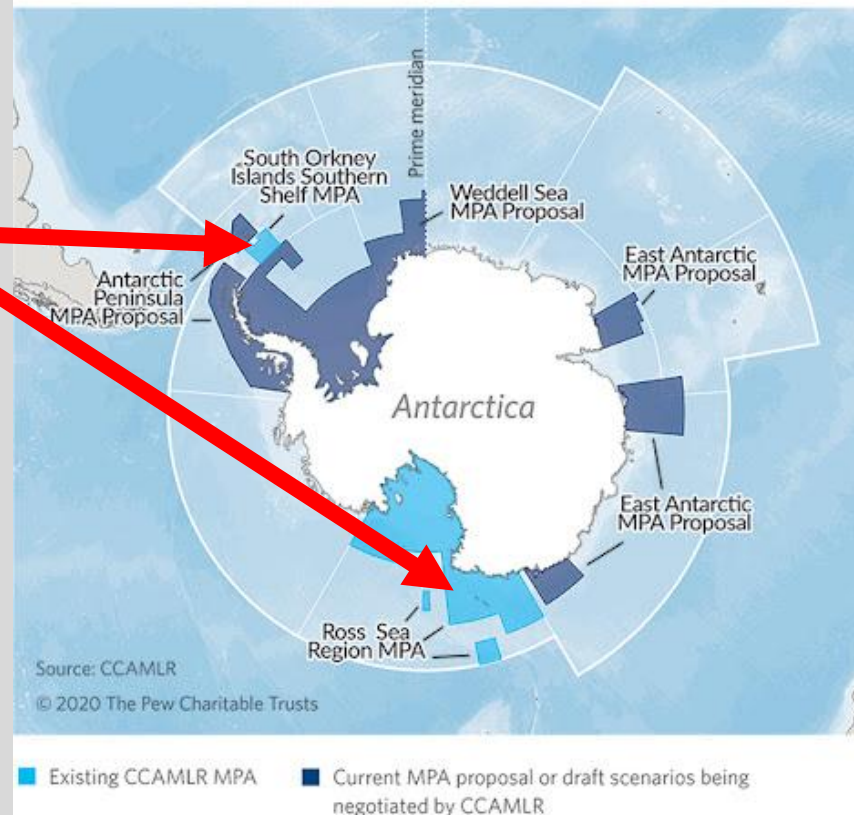 Prime meridian
South Orkney
Islands Southern
Shelf MPA
Weddell Sea
MPA Proposal
East Antarctic
MPA Proposal
Antarctic
Peninsula
MPA Proposal
Antarctica
East Antarctic
MPA Proposal
Ross Sea
Region MPA
Source: CCAMLR
© 2020 The Pew Charitable Trusts
Existing CCAMLR MPA
Current MPA proposal or draft scenarios being
negotiated by CCAMLR